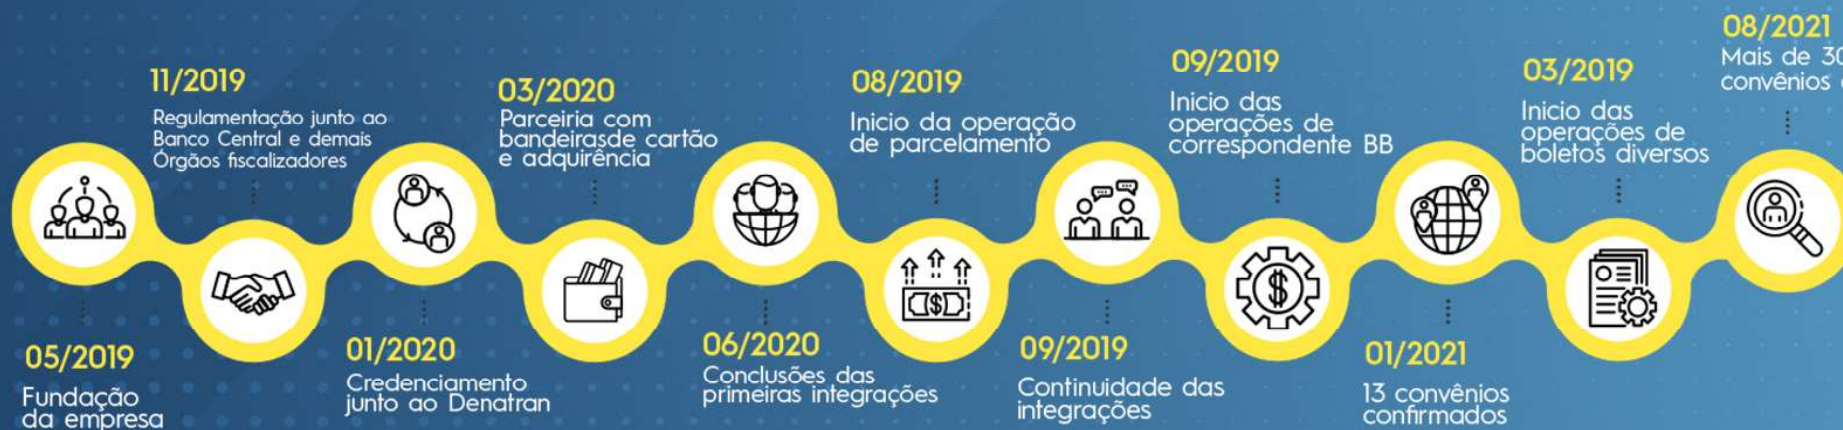 05/2019
Fundação
da empresa
11/2019
Regulamentação junto ao
Banco Central e demais
Órgãos fiscalizadores
01/2020
Credenciamento
junto ao Denatran
03/2020
Parceiria com
bandeirasde cartão
e adquirência
06/2020
Conclusões das
primeiras integrações
08/2019
Inicio da operação
de parcelamento
09/2019
Continuidade das
integrações
09/2019
Inicio das
operações de
correspondente BB
01/2021
13 convênios
confirmados
03/2019
Inicio das
operações de
boletos diversos
08/2021
Mais de 30
convênios